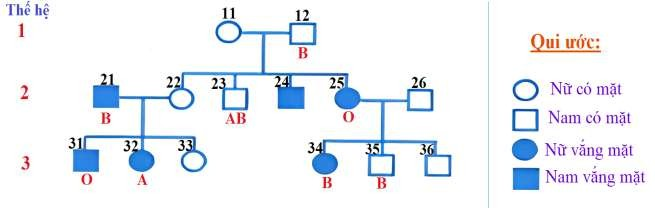 Thế hệ
11 12
1
B
Qui ước:
21 22 23 24 25 26
2
B AB O
Nữ có mặt
Nam có mặt
31 32 33 34 35 36
3
O A B B
Nữ vắng mặt
Nam vắng mặt